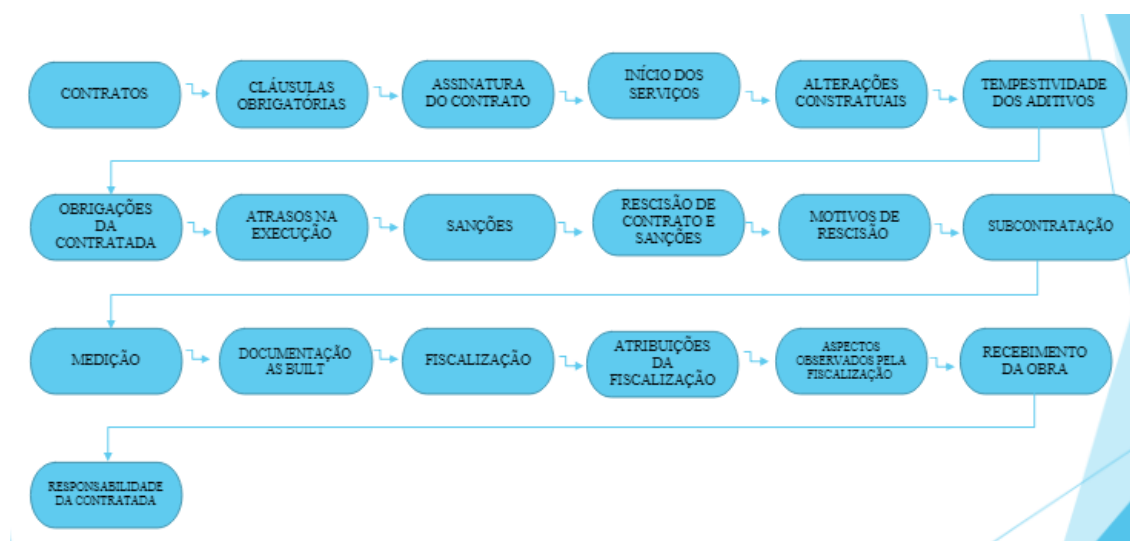 CONTRATOS
CLÁUSULAS
OBRIGATÓRIAS
ASSINATURA
DO CONTRATO
INÍCIO DOS
SERVIÇOS
ALTERAÇÕES
CONSTRATUAIS
TEMPESTIVIDADE
DOS ADITIVOS
OBRIGAÇÕES
DA
CONTRATADA
ATRASOS NA
EXECUÇÃO
SANÇÕES
RESCISÃO DE
CONTRATO E
SANÇÕES
MOTIVOS DE
RESCISÃO
SUBCONTRATAÇÃO
MEDIÇÃO
DOCUMENTAÇÃO
AS BUILT
FISCALIZAÇÃO
ATRIBUIÇÕES
DA
FISCALIZAÇÃO
ASPECTOS
OBSERVADOS PELA
FISCALIZAÇÃO
RECEBIMENTO
DA OBRA
RESPONSABILIDADE
DA CONTRATADA